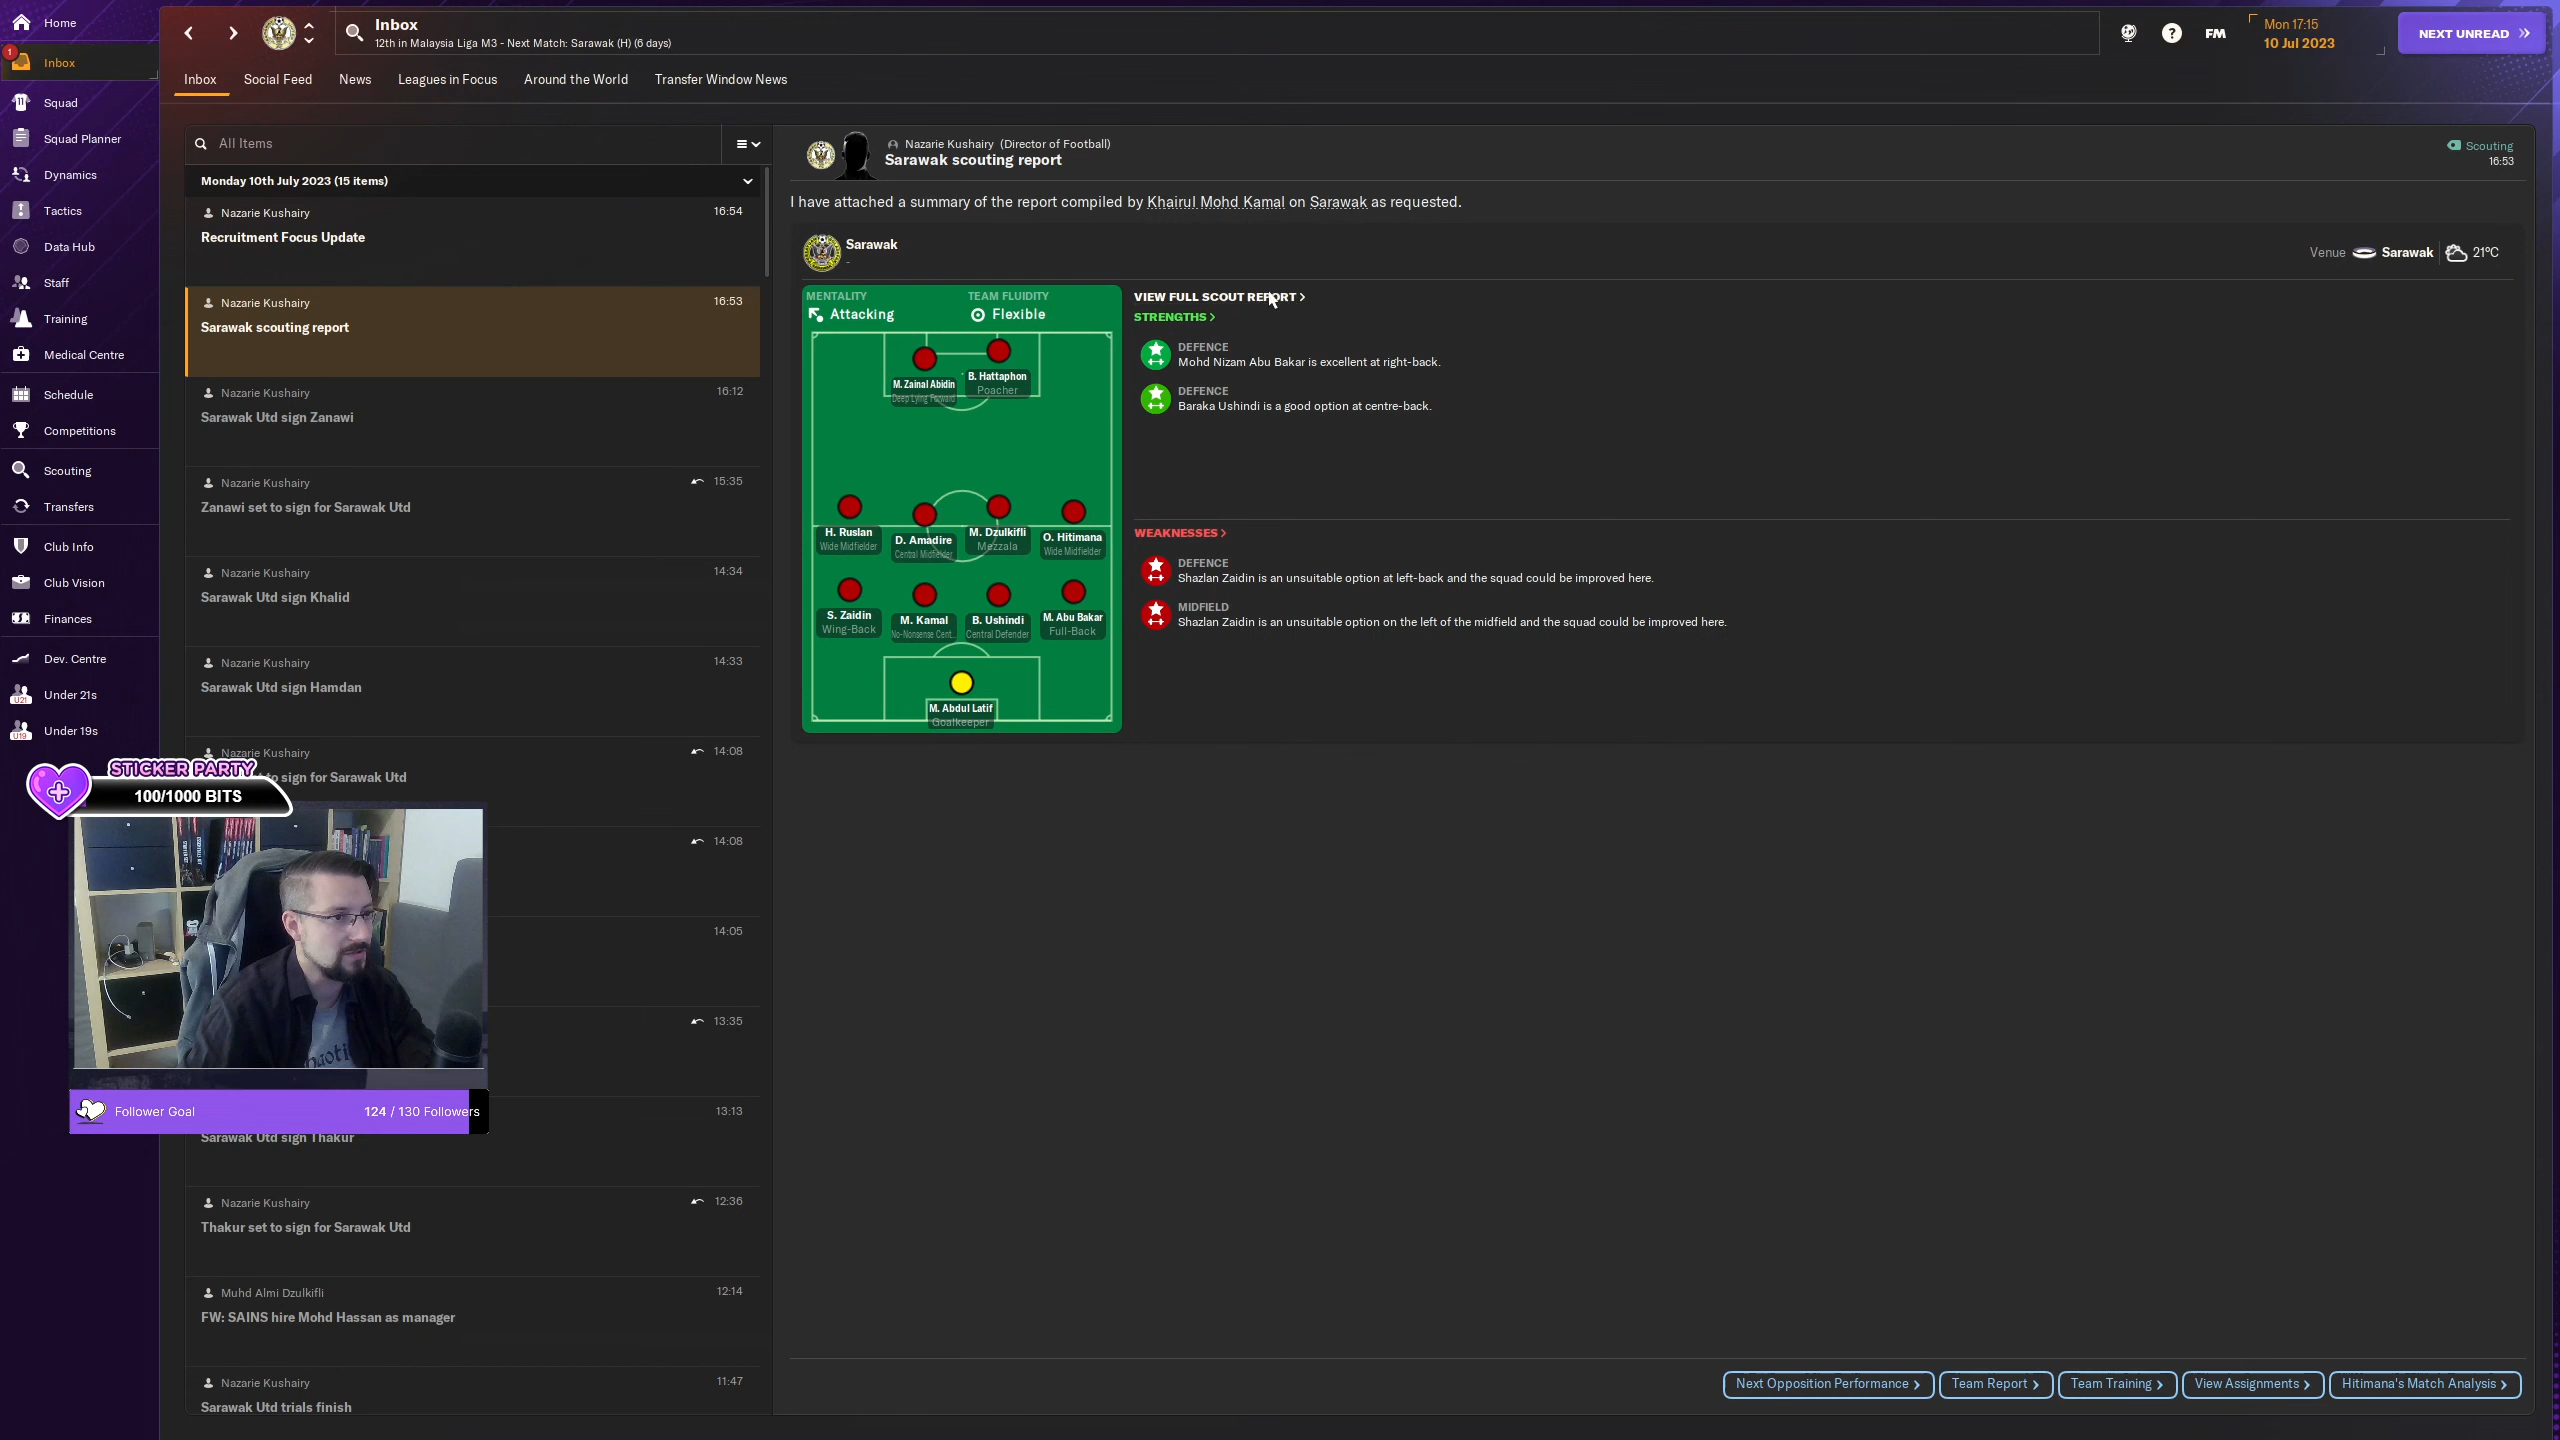 Home
1
Inbox
Squad
Squad Planner
Dynamics
Tactics
Data Hub
Staff
Training
Medical Centre
Schedule
Competitions
Scouting
Transfers
Club Info
Club Vision
Finances
Dev. Centre
U21
Under 21s
U19
Under 19s
Inbox
12th in Malaysia Liga M3 - Next Match: Sarawak (H) (6 days)
FM
Mon 17:15
10 Jul 2023
NEXT UNREAD
Inbox
Social Feed
News
Leagues in Focus
Around the World
Transfer Window News
All Items
Monday 10th July 2023 (15 items)
Nazarie Kushairy
16:54
Recruitment Focus Update
Nazarie Kushairy
16:53
Sarawak scouting report
Nazarie Kushairy
16:12
Sarawak Utd sign Zanawi
Nazarie Kushairy
15:35
Zanawi set to sign for Sarawak Utd
Nazarie Kushairy
14:34
Sarawak Utd sign Khalid
Nazarie Kushairy
14:33
Sarawak Utd sign Hamdan
Nazarie Kushairy
14:08
to sign for Sarawak Utd
14:08
14:05
13:35
13:13
Sarawak Utd sign Thakur
Nazarie Kushairy
12:36
Thakur set to sign for Sarawak Utd
Muhd Almi Dzulkifli
12:14
FW: SAINS hire Mohd Hassan as manager
Nazarie Kushairy
11:47
Sarawak Utd trials finish
STICKER PARTY
100/1000 BITS
Follower Goal
124 / 130 Followers
Nazarie Kushairy (Director of Football)
Sarawak scouting report
Scouting
16:53
I have attached a summary of the report compiled by Khairul Mohd Kamal on Sarawak as requested.
Sarawak
-
Venue Sarawak 21°C
MENTALITY
Attacking
TEAM FLUIDITY
Flexible
M. Zainal Abidin
Deep Lying Forward
B. Hattaphon
Poacher
H. Ruslan
Wide Midfielder
D. Amadire
Central Midfielder
M. Dzulkifli
Mezzala
O. Hitimana
Wide Midfielder
S. Zaidin
Wing-Back
M. Kamal
No-Nonsense Cent...
B. Ushindi
Central Defender
M. Abu Bakar
Full-Back
M. Abdul Latif
Goalkeeper
VIEW FULL SCOUT REPORT
STRENGTHS
DEFENCE
Mohd Nizam Abu Bakar is excellent at right-back.
DEFENCE
Baraka Ushindi is a good option at centre-back.
WEAKNESSES
DEFENCE
Shazlan Zaidin is an unsuitable option at left-back and the squad could be improved here.
MIDFIELD
Shazlan Zaidin is an unsuitable option on the left of the midfield and the squad could be improved here.
Next Opposition Performance
Team Report
Team Training
View Assignments
Hitimana's Match Analysis